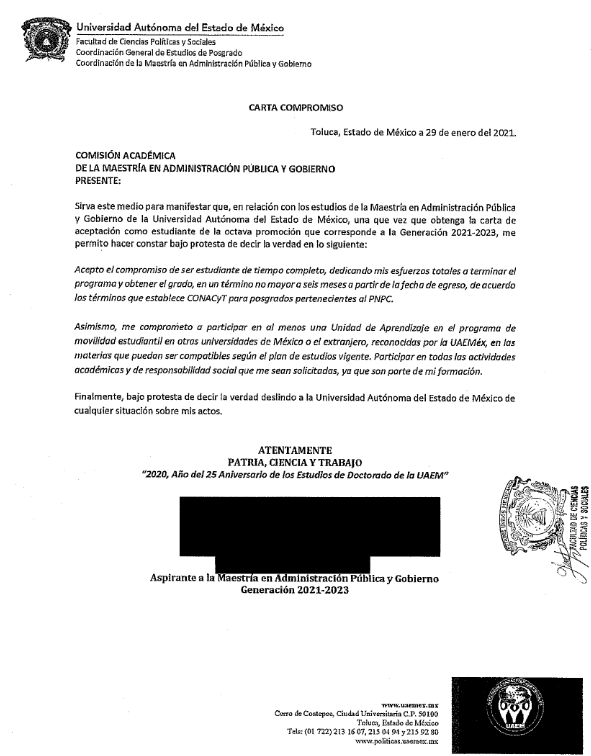 Universidad Autónoma del Estado de México
Facultad de Ciencias Políticas y Sociales
Coordinación General de Estudios de Posgrado
Coordinación de la Maestría en Administración Pública y Gobierno
CARTA COMPROMISO
Toluca, Estado de México a 29 de enero del 2021.
COMISIÓN ACADÉMICA
DE LA MAESTRÍA EN ADMINISTRACIÓN PÚBLICA Y GOBIERNO
PRESENTE:
Sirva este medio para manifestar que, en relación con los estudios de la Maestría en Administración Pública
y Gobierno de la Universidad Autónoma del Estado de México, una que vez que obtenga la carta de
aceptación como estudiante de la octava promoción que corresponde a la Generación 2021-2023, me
permito hacer constar bajo protesta de decir la verdad en lo siguiente:
Acepto el compromiso de ser estudiante de tiempo completo, dedicando mis esfuerzos totales a terminar el
programa y obtener el grado, en un término no mayor a seis meses a partir de la fecha de egreso, de acuerdo
los términos que establece CONACyT para posgrados pertenecientes al PNPC.
Asimismo, me comprometo a participar en al menos una Unidad de Aprendizaje en el programa de
movilidad estudiantil en otras universidades de México o el extranjero, reconocidas por la UAEMéx, en las
materias que puedan ser compatibles según el plan de estudios vigente. Participar en todas las actividades
académicas y de responsabilidad social que me sean solicitadas, ya que son parte de mi formación.
Finalmente, bajo protesta de decir la verdad deslindo a la Universidad Autónoma del Estado de México de
cualquier situación sobre mis actos.
ATENTAMENTE
PATRIA, CIENCIA Y TRABAJO
"2020, Año del 25 Aniversario de los Estudios de Doctorado de la UAEM"
Aspirante a la Maestría en Administración Pública y Gobierno
Generación 2021-2023
FACULTAD DE CIENCIAS
POLÍTICAS Y SOCIALES
www.uaemex.mx
Cerro de Coatepec, Ciudad Universitaria C.P. 50100
Toluca, Estado de México
Tels: (01 722) 213 16 07, 215 04 94 y 215 92 80
www.politicas.uaemex.mx
UAEM